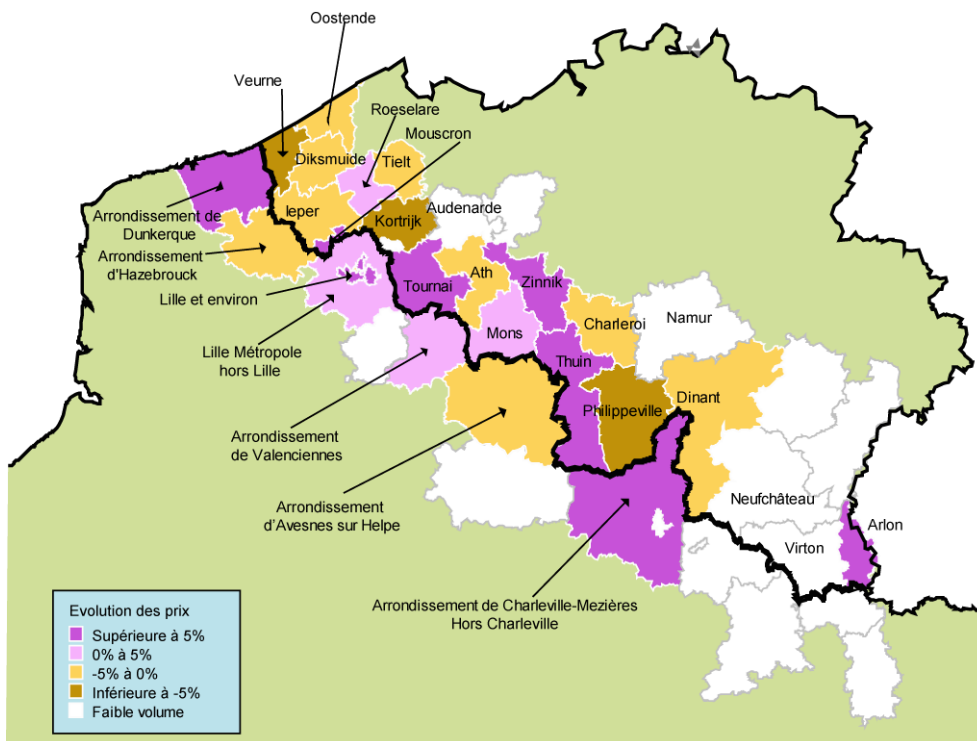 Oostende
Veurne
Roeselare
Mouscron
Diksmuide
Tielt
Ieper
Kortrijk
Audenarde
Arrondissement de
Dunkerque
Arrondissement
d'Hazebrouck
Lille et environ
Tournai
Ath
Zinnik
Lille Métropole
hors Lille
Mons
Charleroi
Namur
Thuin
Philippeville
Dinant
Arrondissement
de Valenciennes
Arrondissement
d'Avesnes sur Helpe
Neufchâteau
Virton
Arlon
Arrondissement de Charleville-Mezières
Hors Charleville
Evolution des prix
Supérieure à 5%
0% à 5%
-5% à 0%
Inférieure à -5%
Faible volume